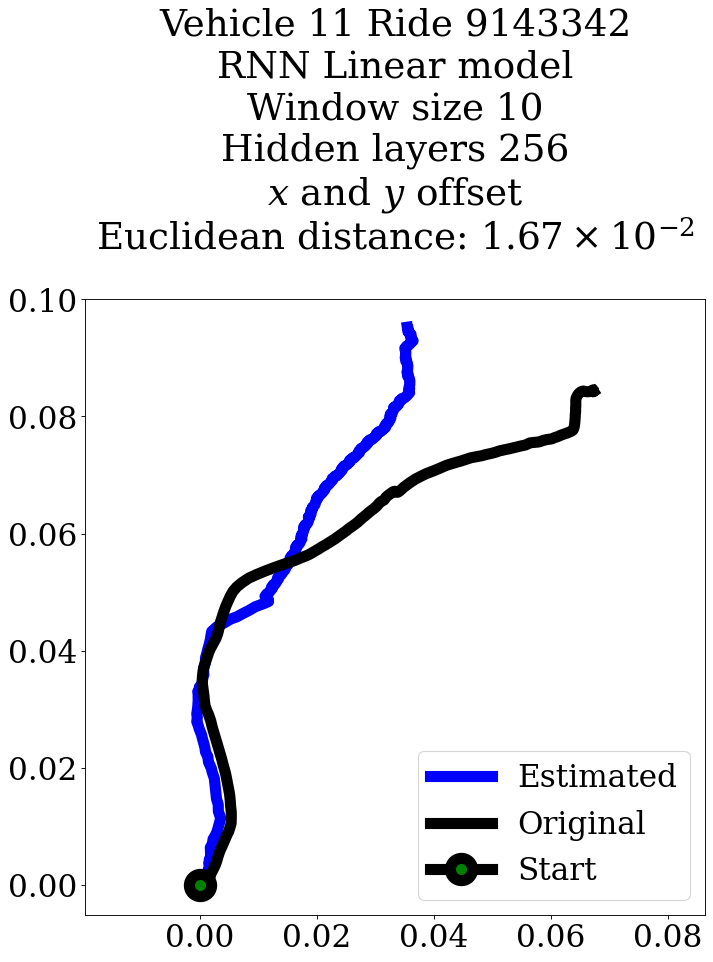 Vehicle 11 Ride 9143342
RNN Linear model
Window size 10
Hidden layers 256
x and y offset
Euclidean distance: 1.67 × 10⁻²
0.10
0.08
0.06
0.04
0.02
0.00
Estimated
Original
Start
0.00 0.02 0.04 0.06 0.08